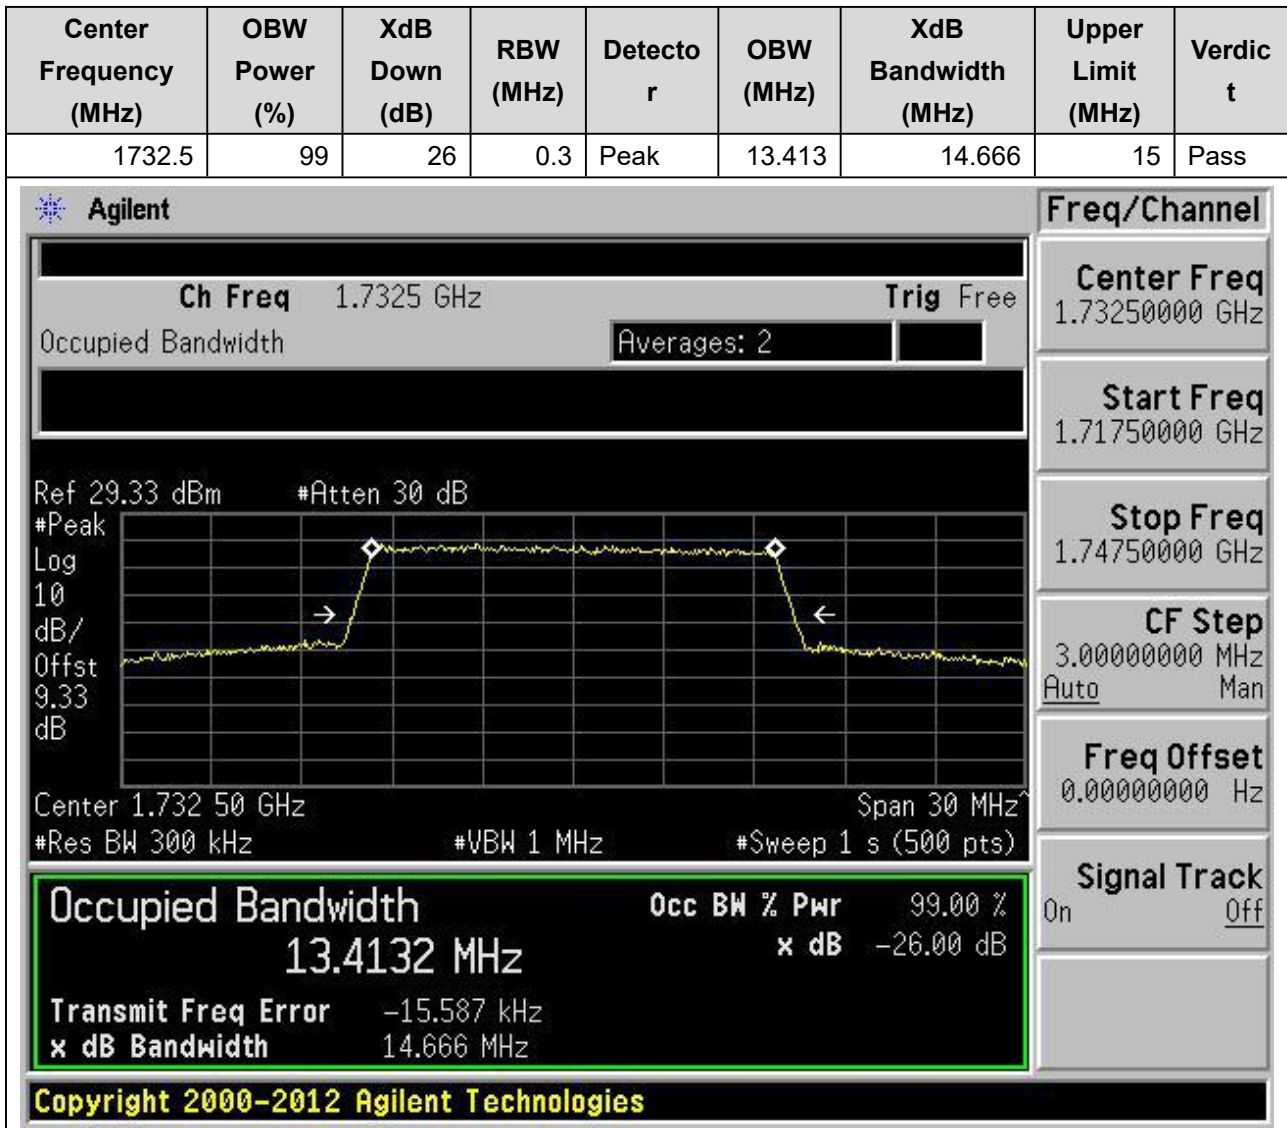 Center Frequency (MHz) OBW Power (%) XdB Down (dB) RBW (MHz) Detecto r OBW (MHz) XdB Bandwidth (MHz) Upper Limit (MHz) Verdic t
1732.5 99 26 0.3 Peak 13.413 14.666 15 Pass
Agilent
Freq/Channel
Ch Freq 1.7325 GHz Trig Free
Occupied Bandwidth Averages: 2
Center Freq
1.73250000 GHz
Start Freq
1.71750000 GHz
Stop Freq
1.74750000 GHz
CF Step
3.00000000 MHz
Auto Man
Freq Offset
0.00000000 Hz
Signal Track
On Off
Ref 29.33 dBm #Atten 30 dB
#Peak
Log
10
dB/
Offst
9.33
dB
Center 1.732 50 GHz Span 30 MHz^
#Res BW 300 kHz #VBW 1 MHz #Sweep 1 s (500 pts)
Occupied Bandwidth Occ BW % Pwr 99.00 %
13.4132 MHz x dB -26.00 dB
Transmit Freq Error -15.587 kHz
x dB Bandwidth 14.666 MHz
Copyright 2000-2012 Agilent Technologies